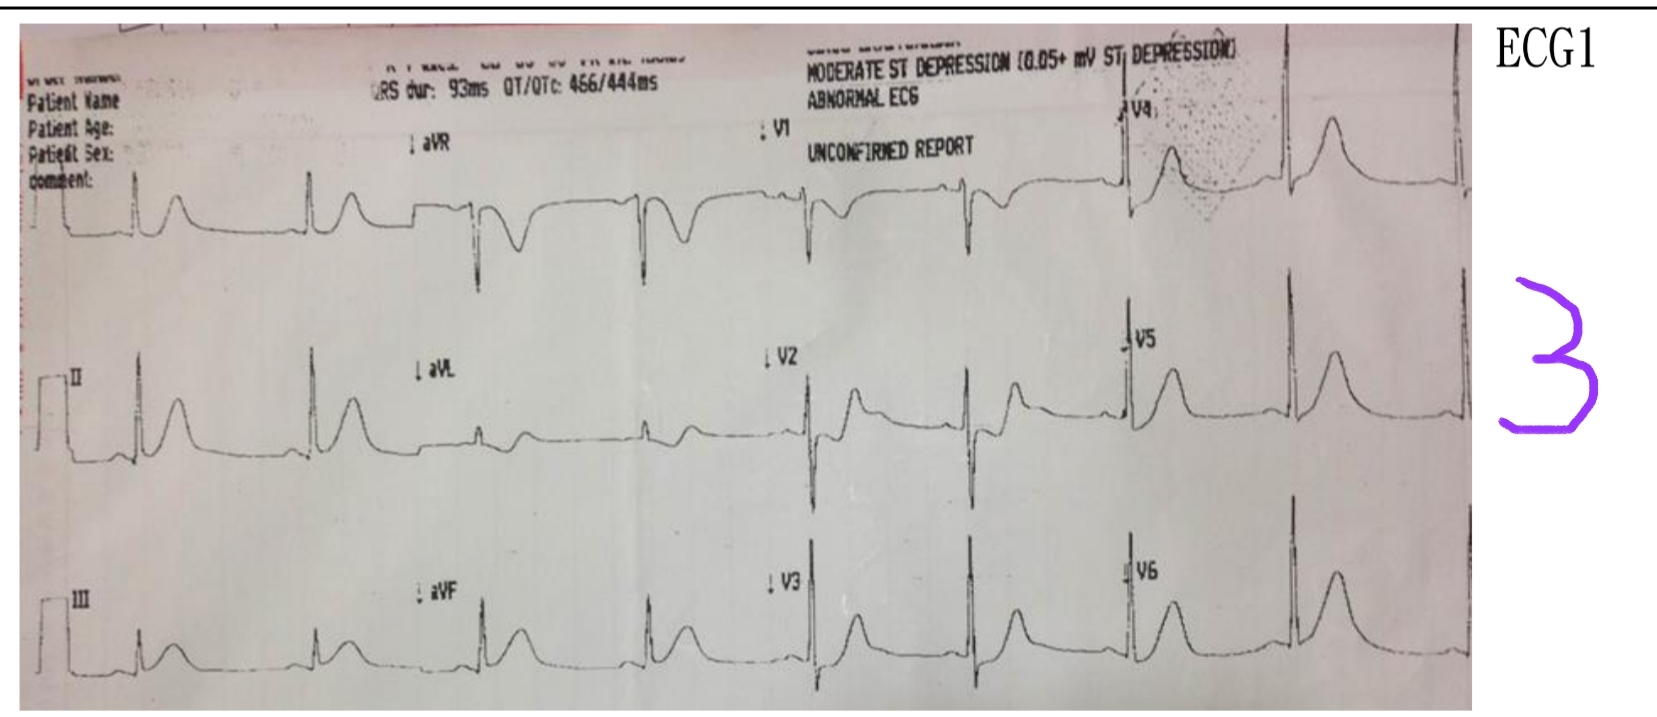 ECG1
MODERATE ST DEPRESSION (0.05+ mV ST DEPRESSION)
ABNORMAL ECG
UNCONFIRMED REPORT
QRS dur: 93ms QT/QTc: 466/444ms
Patient Name
Patient Age:
Patient Sex:
comment:
aVR
V1
V4
II
aVL
V2
V5
III
aVF
V3
V6
3